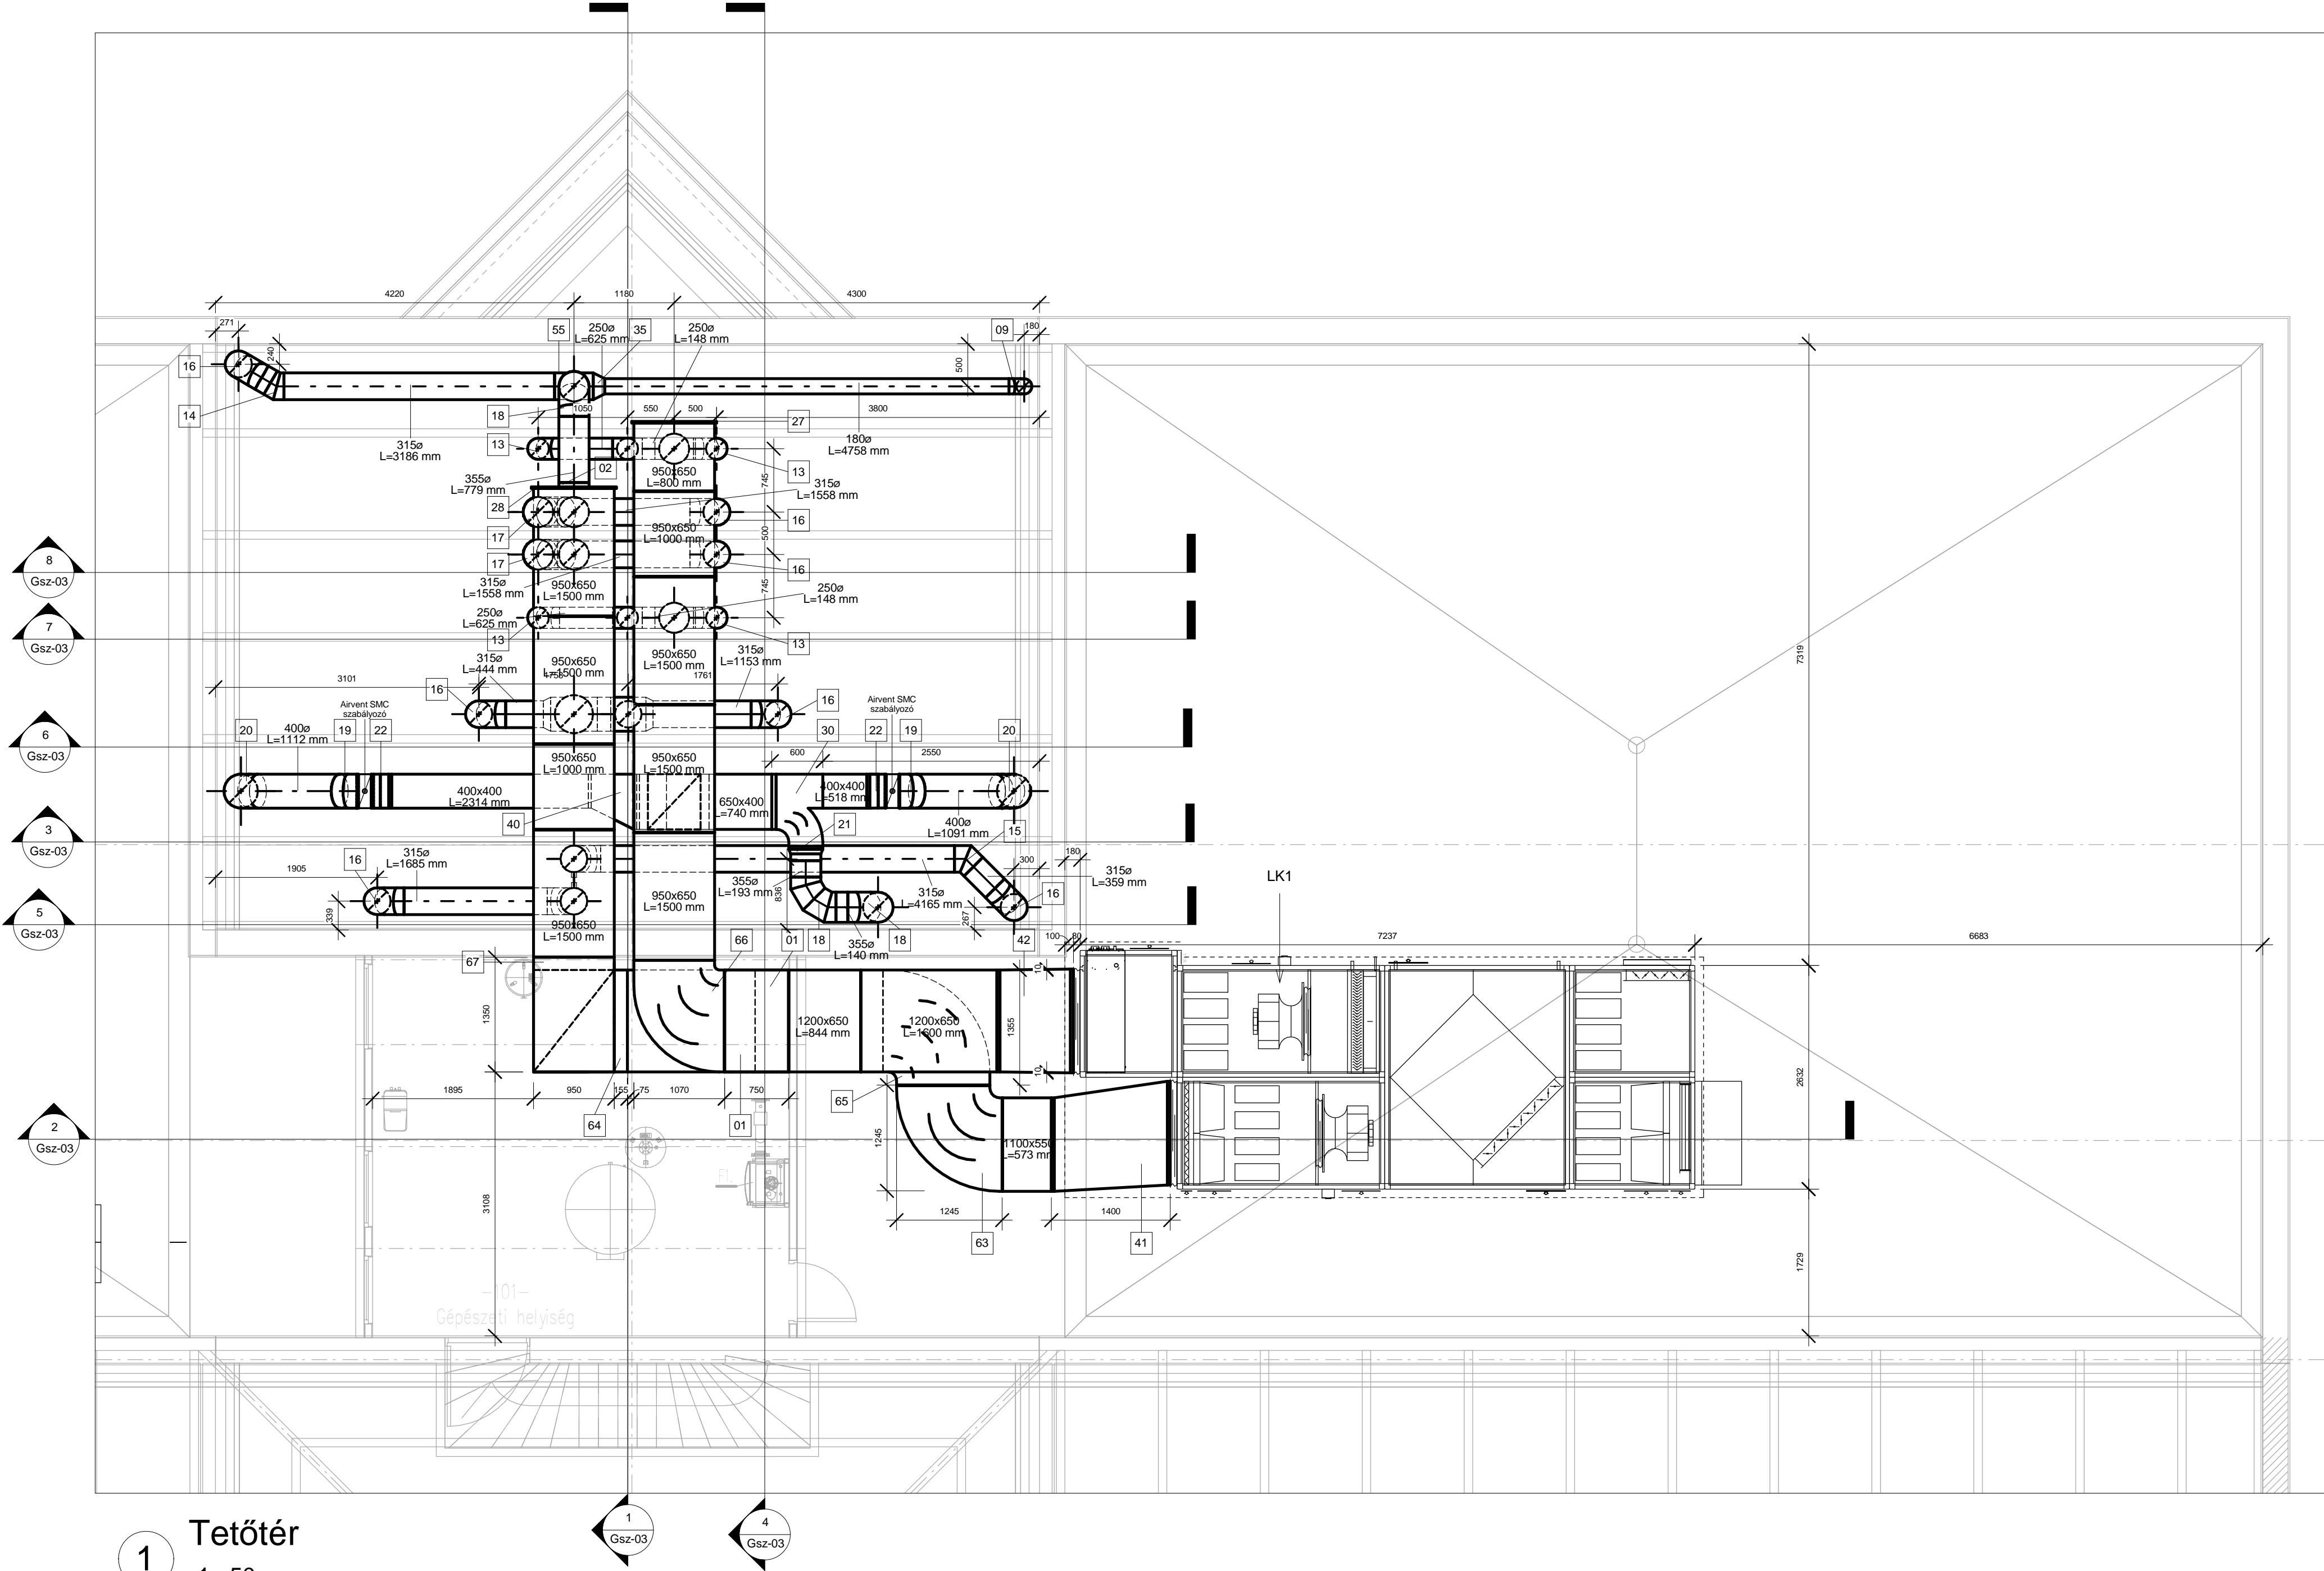 4220
1180
4300
271
240
55
250ø
L=625 mm
35
250ø
L=148 mm
09
180
500
16
14
18
1050
550
500
3800
27
315ø
L=3186 mm
13
180ø
L=4758 mm
02
950x650
L=800 mm
13
745
355ø
L=779 mm
315ø
L=1558 mm
28
16
17
950x650
L=1000 mm
500
8
Gsz-03
17
16
315ø
L=1558 mm
950x650
L=1500 mm
745
250ø
L=148 mm
250ø
L=625 mm
7
Gsz-03
13
13
315ø
L=444 mm
950x650
L=1500 mm
950x650
L=1500 mm
315ø
L=1153 mm
7319
3101
1761
16
16
Airvent SMC
szabályozó
Airvent SMC
szabályozó
6
Gsz-03
20
400ø
L=1112 mm
19
22
30
22
19
20
600
2550
950x650
L=1000 mm
950x650
L=1500 mm
400x400
L=2314 mm
650x400
L=740 mm
400x400
L=518 mm
3
Gsz-03
40
21
400ø
L=1091 mm
15
16
315ø
L=1685 mm
180
300
1905
315ø
L=359 mm
LK1
355ø
L=193 mm
836
315ø
L=4165 mm
16
339
950x650
L=1500 mm
267
5
Gsz-03
950x650
L=1500 mm
66
01
18
355ø
L=140 mm
18
42
100
80
7237
6683
67
10
1350
1200x650
L=844 mm
1200x650
L=1600 mm
1355
10
2632
1895
950
155
75
1070
750
65
64
01
2
Gsz-03
1245
1100x550
L=573 mm
3108
1245
1400
63
41
1729
-101-
Gépészeti helyiség
1
Gsz-03
4
Gsz-03
1
Tetőtér